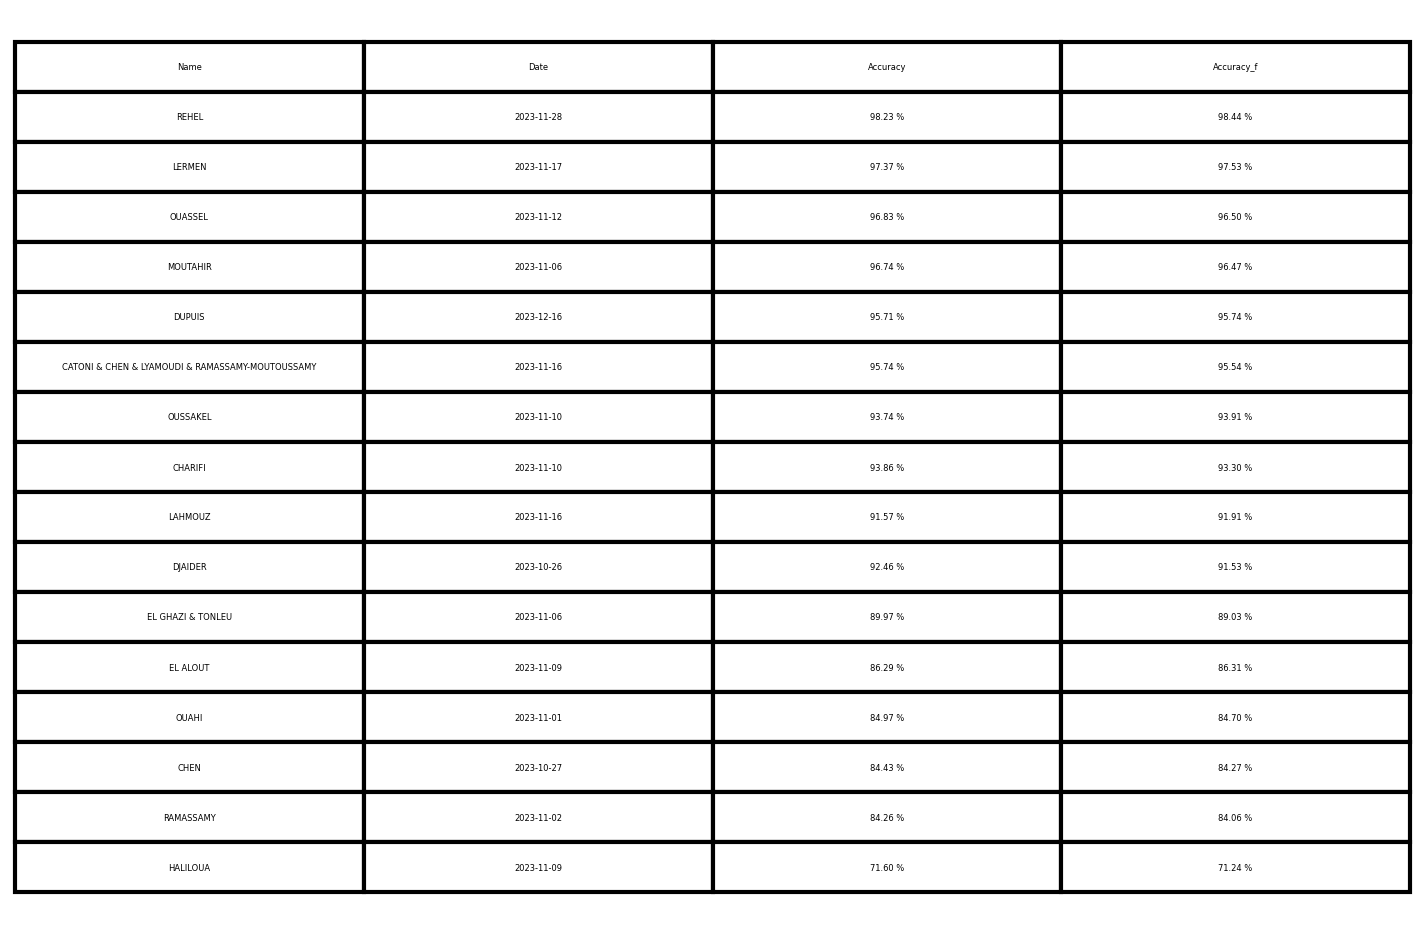 Name Date Accuracy Accuracy_f
REHEL 2023-11-28 98.23 % 98.44 %
LERMEN 2023-11-17 97.37 % 97.53 %
OUASSEL 2023-11-12 96.83 % 96.50 %
MOUTAHIR 2023-11-06 96.74 % 96.47 %
DUPUIS 2023-12-16 95.71 % 95.74 %
CATONI & CHEN & LYAMOUDI & RAMASSAMY-MOUTOUSSAMY 2023-11-16 95.74 % 95.54 %
OUSSAKEL 2023-11-10 93.74 % 93.91 %
CHARIFI 2023-11-10 93.86 % 93.30 %
LAHMOUZ 2023-11-16 91.57 % 91.91 %
DJAIDER 2023-10-26 92.46 % 91.53 %
EL GHAZI & TONLEU 2023-11-06 89.97 % 89.03 %
EL ALOUT 2023-11-09 86.29 % 86.31 %
OUAHI 2023-11-01 84.97 % 84.70 %
CHEN 2023-10-27 84.43 % 84.27 %
RAMASSAMY 2023-11-02 84.26 % 84.06 %
HALILOUA 2023-11-09 71.60 % 71.24 %